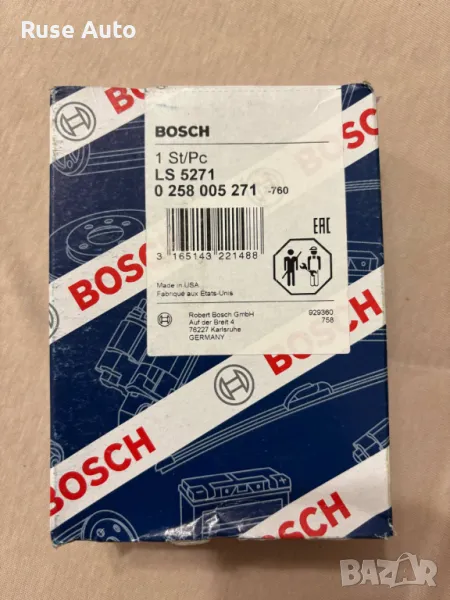 Ruse Auto
BOSCH
BOSCH
1 St/Pc
LS 5271
0 258 005 271 -760
EAC
3 165143 221488
Made in USA
Fabriqué aux États-Unis
Robert Bosch GmbH
Auf der Breit 4
76227 Karlsruhe
GERMANY
929360
758
BOSCH
BOSCH
BOSCH
BOSCH
BAZAR